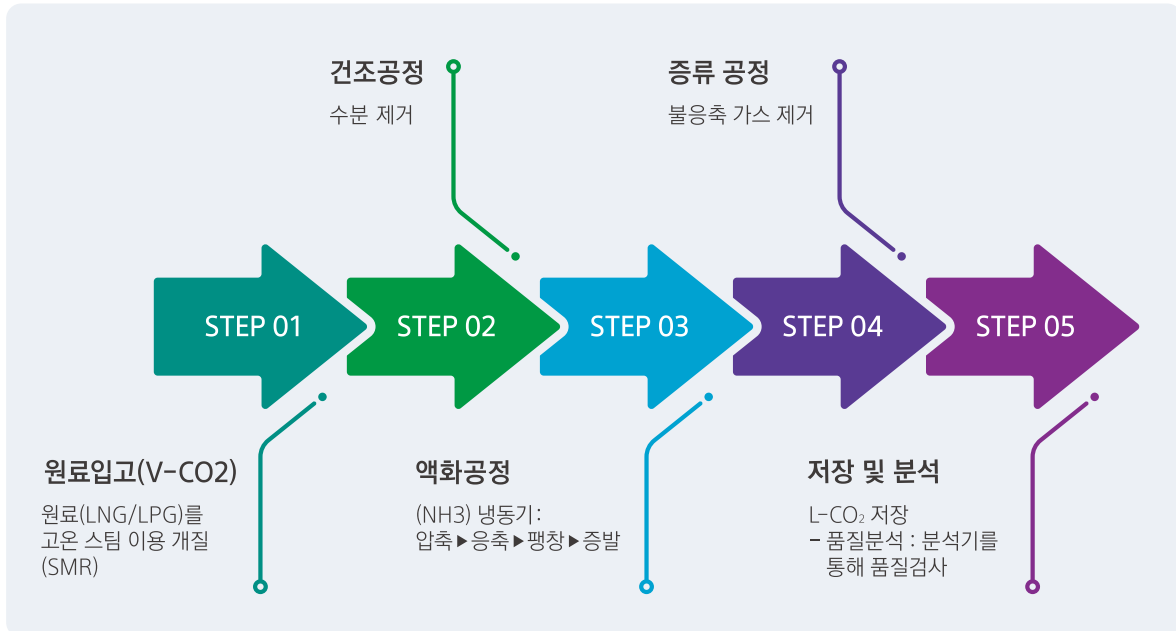 건조공정
수분 제거
증류 공정
불응축 가스 제거
STEP 01
STEP 02
STEP 03
STEP 04
STEP 05
원료입고(V-CO2)
원료(LNG/LPG)를
고온 스팀 이용 개질
(SMR)
액화공정
(NH3) 냉동기:
압축▶응축▶팽창▶증발
저장 및 분석
L-CO₂ 저장
- 품질분석 : 분석기를
통해 품질검사